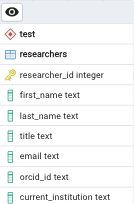 test
researchers
researcher_id integer
first_name text
last_name text
title text
email text
orcid_id text
current_institution text